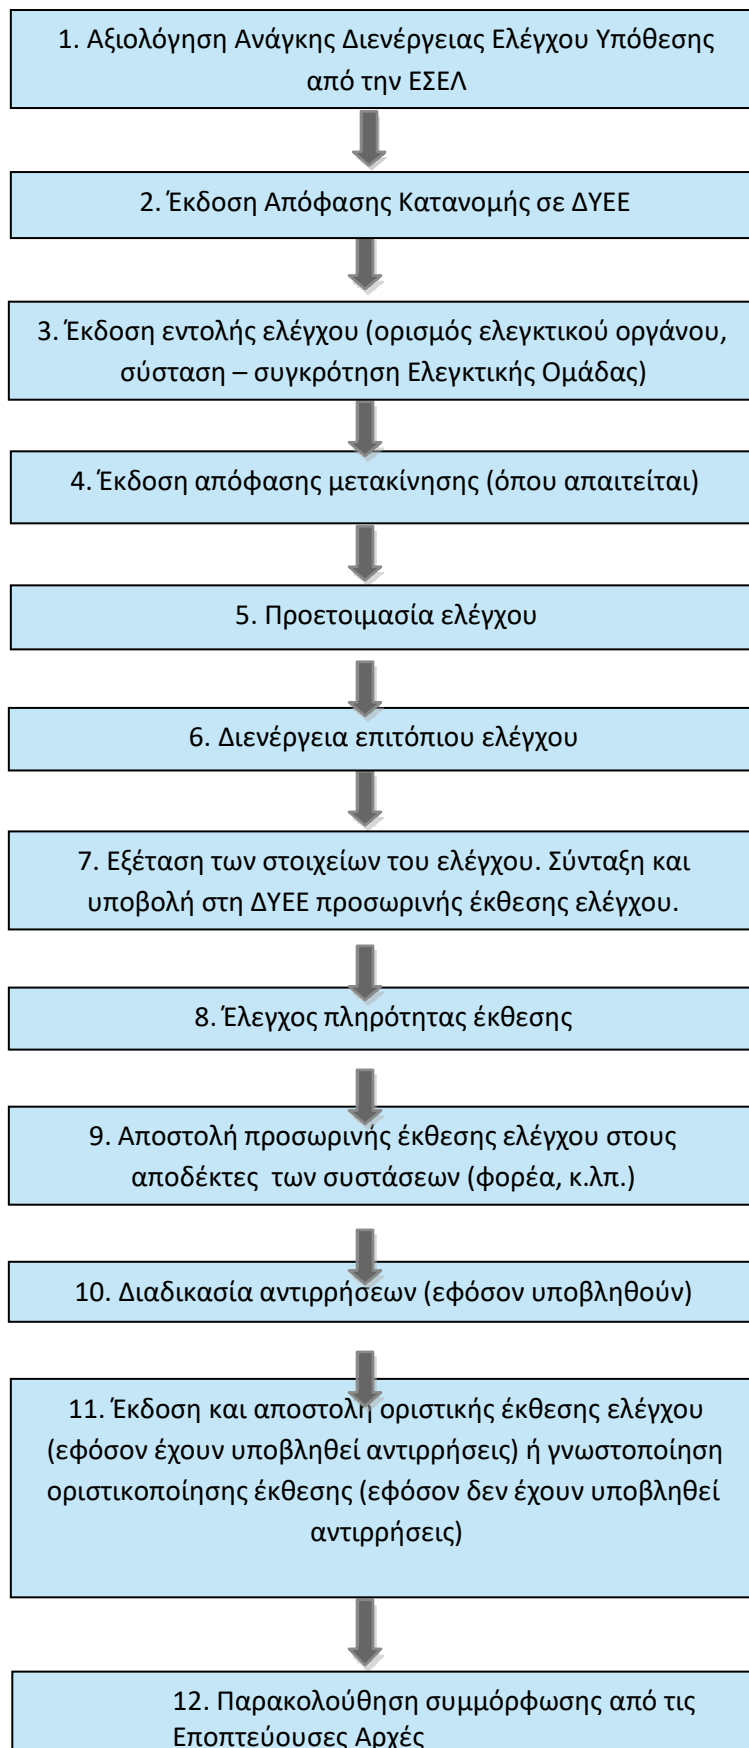 1. Αξιολόγηση Ανάγκης Διενέργειας Ελέγχου Υπόθεσης
από την ΕΣΕΛ
2. Έκδοση Απόφασης Κατανομής σε ΔΥΕΕ
3. Έκδοση εντολής ελέγχου (ορισμός ελεγκτικού οργάνου,
σύσταση – συγκρότηση Ελεγκτικής Ομάδας)
4. Έκδοση απόφασης μετακίνησης (όπου απαιτείται)
5. Προετοιμασία ελέγχου
6. Διενέργεια επιτόπιου ελέγχου
7. Εξέταση των στοιχείων του ελέγχου. Σύνταξη και
υποβολή στη ΔΥΕΕ προσωρινής έκθεσης ελέγχου.
8. Έλεγχος πληρότητας έκθεσης
9. Αποστολή προσωρινής έκθεσης ελέγχου στους
αποδέκτες των συστάσεων (φορέα, κ.λπ.)
10. Διαδικασία αντιρρήσεων (εφόσον υποβληθούν)
11. Έκδοση και αποστολή οριστικής έκθεσης ελέγχου
(εφόσον έχουν υποβληθεί αντιρρήσεις) ή γνωστοποίηση
οριστικοποίησης έκθεσης (εφόσον δεν έχουν υποβληθεί
αντιρρήσεις)
12. Παρακολούθηση συμμόρφωσης από τις
Εποπτεύουσες Αρχές